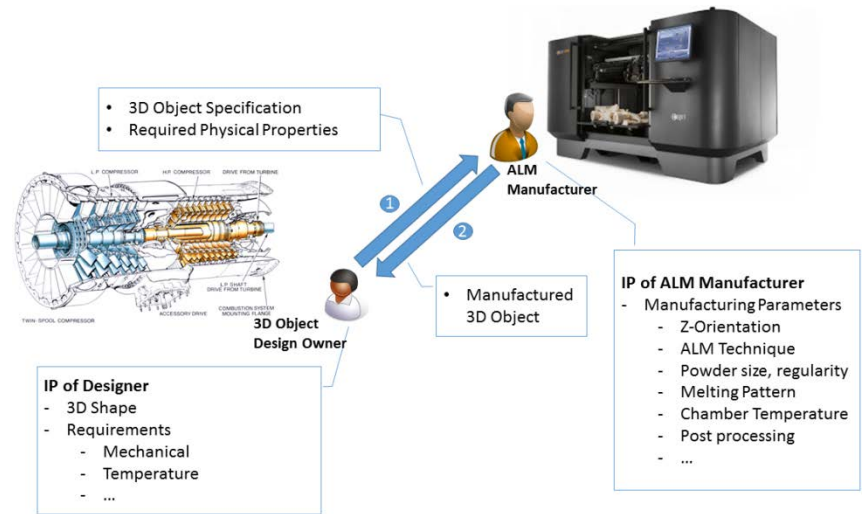 • 3D Object Specification
• Required Physical Properties
ALM
Manufacturer
L.P. COMPRESSOR
H.P. COMPRESSOR
DRIVE FROM TURBINE
1
2
L.P. SHAFT
DRIVE FROM TURBINE
COMBUSTION SYSTEM
MOUNTING FLANGE
ACCESSORY DRIVE
TWIN-SPOOL COMPRESSOR
3D Object
Design Owner
• Manufactured
3D Object
IP of Designer
- 3D Shape
- Requirements
- Mechanical
- Temperature
- ...
IP of ALM Manufacturer
- Manufacturing Parameters
- Z-Orientation
- ALM Technique
- Powder size, regularity
- Melting Pattern
- Chamber Temperature
- Post processing
- ...